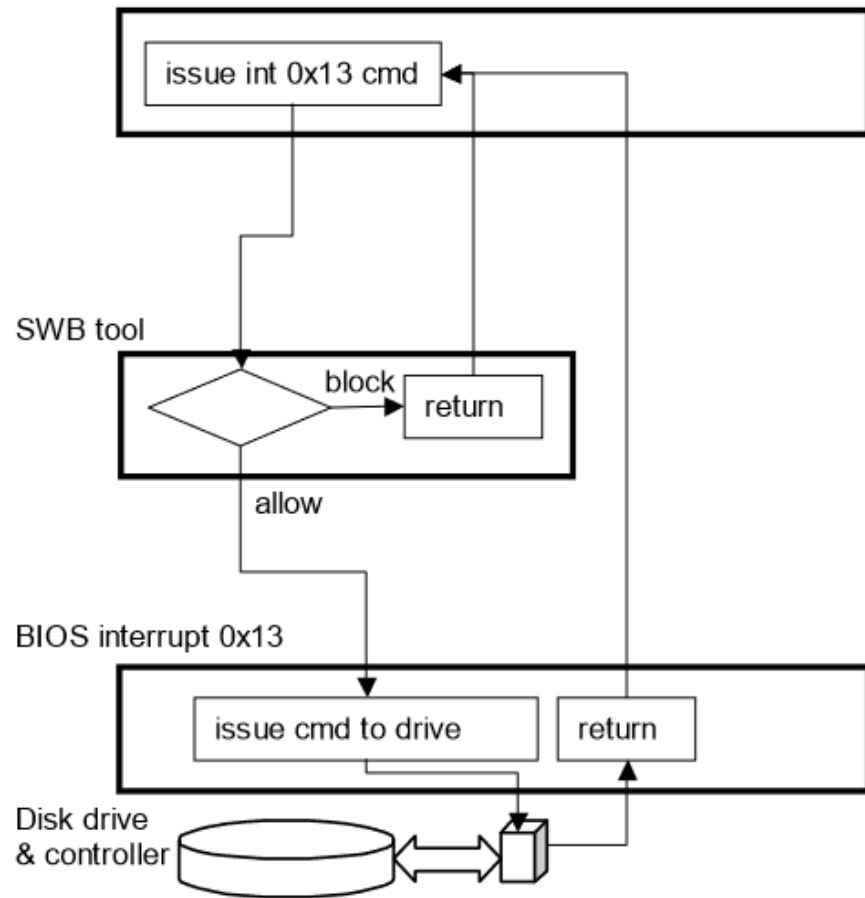 issue int 0x13 cmd
SWB tool
block
return
allow
BIOS interrupt 0x13
issue cmd to drive
return
Disk drive
& controller